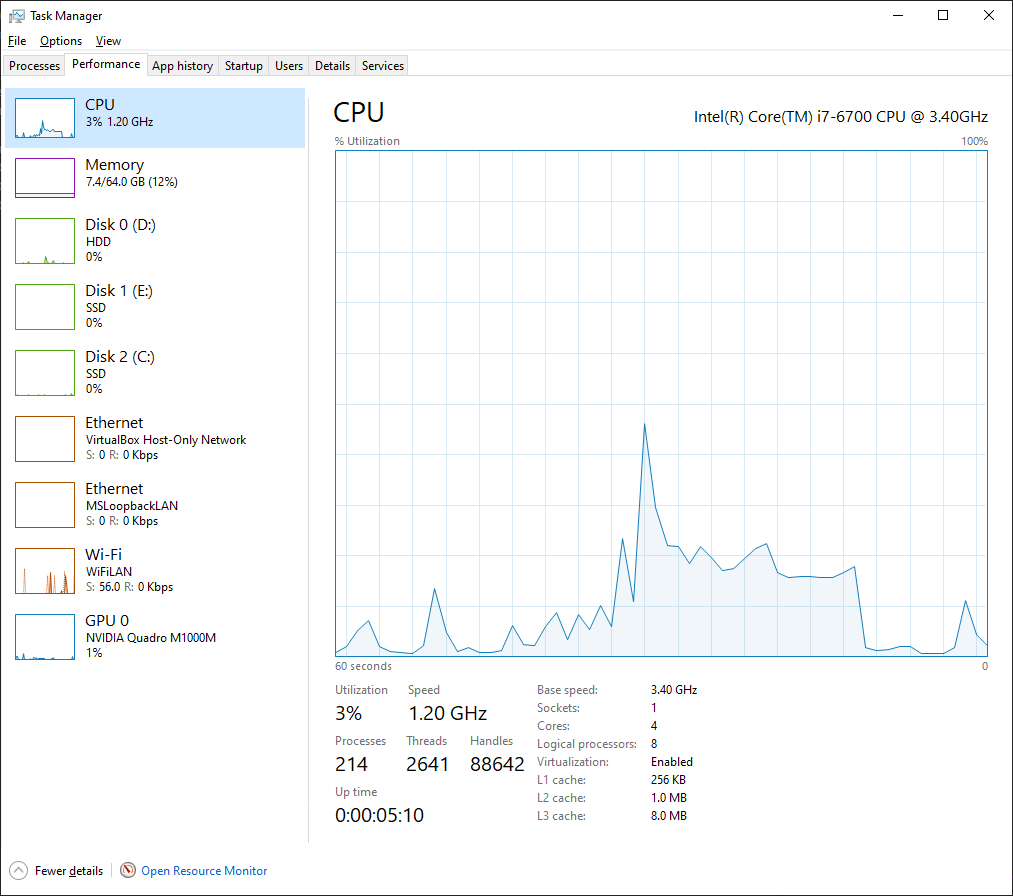 Task Manager
File Options View
Processes Performance App history Startup Users Details Services
CPU
3% 1.20 GHz
Memory
7.4/64.0 GB (12%)
Disk 0 (D:)
HDD
0%
Disk 1 (E:)
SSD
0%
Disk 2 (C:)
SSD
0%
Ethernet
VirtualBox Host-Only Network
S: 0 R: 0 Kbps
Ethernet
MSLoopbackLAN
S: 0 R: 0 Kbps
Wi-Fi
WiFiLAN
S: 56.0 R: 0 Kbps
GPU 0
NVIDIA Quadro M1000M
1%
CPU Intel(R) Core(TM) i7-6700 CPU @ 3.40GHz
% Utilization 100%
60 seconds 0
Utilization Speed
3% 1.20 GHz
Processes Threads Handles
214 2641 88642
Up time
0:00:05:10
Base speed: 3.40 GHz
Sockets: 1
Cores: 4
Logical processors: 8
Virtualization: Enabled
L1 cache: 256 KB
L2 cache: 1.0 MB
L3 cache: 8.0 MB
Fewer details Open Resource Monitor